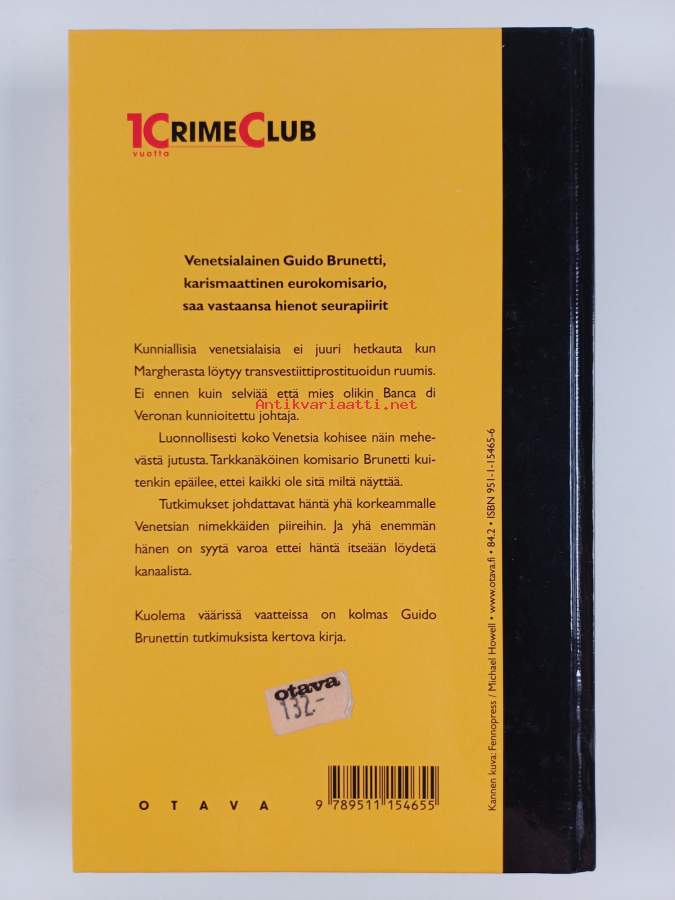 1CRIMECLUB
vuotta
Venetsialainen Guido Brunetti,
karismaattinen eurokomisario,
saa vastaansa hienot seurapiirit
Kunniallisia venetsialaisia ei juuri hetkauta kun
Margherasta löytyy transvestiittiprostituoidun ruumis.
Ei ennen kuin selviää että mies olikin Banca di
Antikvariaatti.net
Veronan kunnioitettu johtaja.
Luonnollisesti koko Venetsia kohisee näin mehe-
västä jutusta. Tarkkanäköinen komisario Brunetti kui-
tenkin epäilee, ettei kaikki ole sitä miltä näyttää.
Tutkimukset johdattavat häntä yhä korkeammalle
Venetsian nimekkäiden piireihin. Ja yhä enemmän
hänen on syytä varoa ettei häntä itseään löydetä
kanaalista.
Kuolema väärissä vaatteissa on kolmas Guido
Brunettin tutkimuksista kertova kirja.
otava
132-
OTAVA
9 789511 154655
Kannen kuva: Fennopress / Michael Howell • www.otava.fi • 84.2 • ISBN 951-1-15465-6